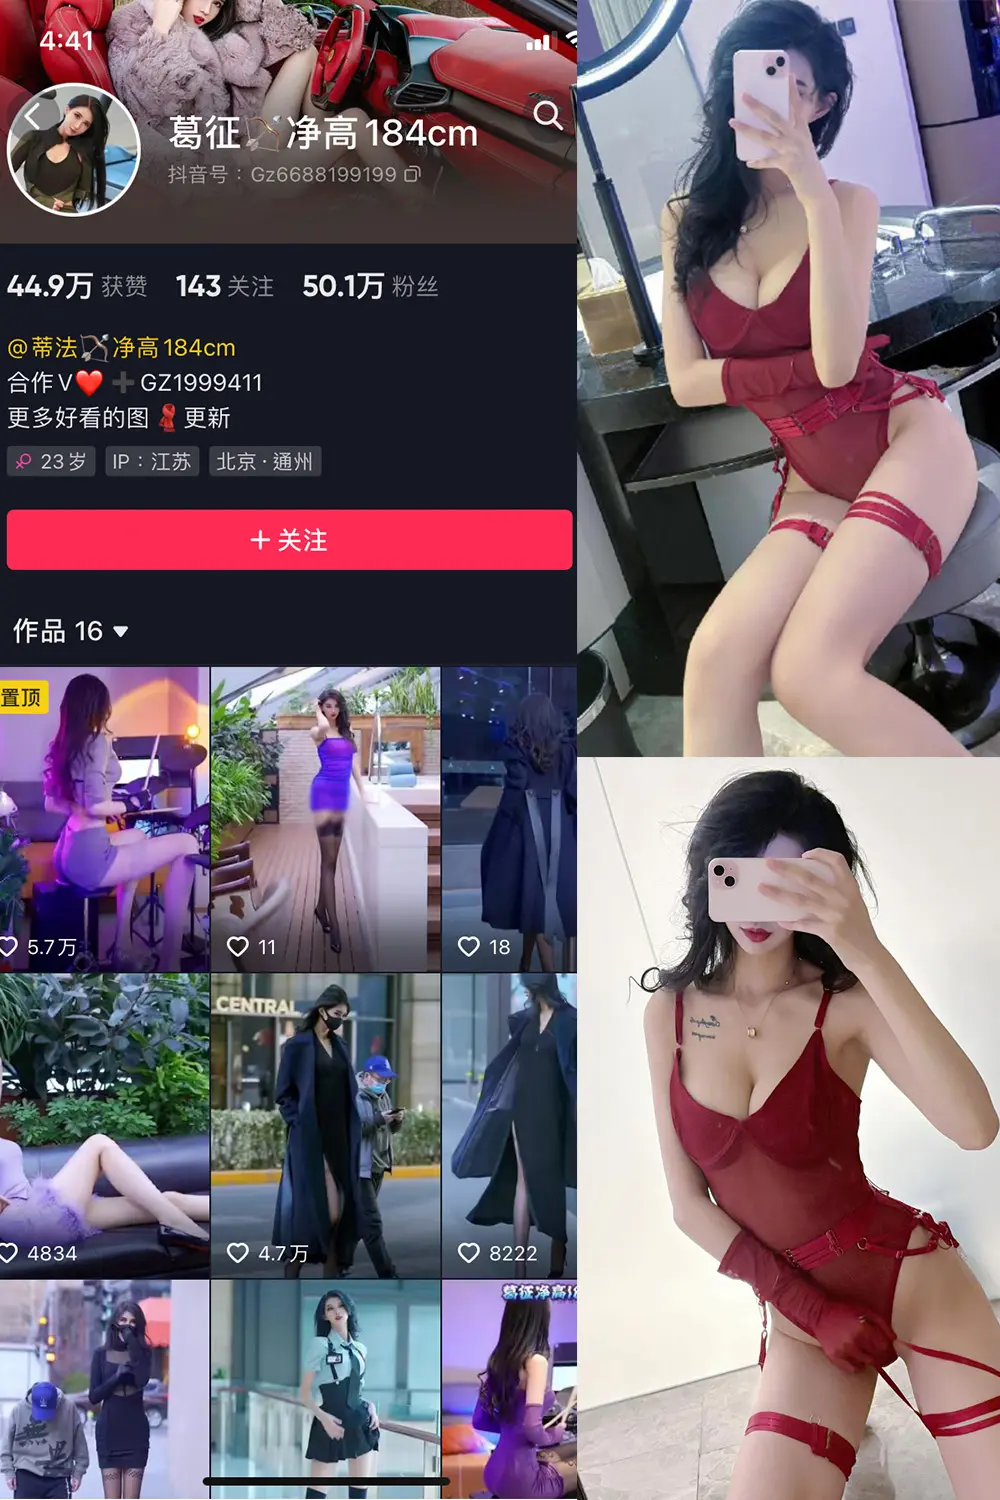 4:41
葛征🏹净高184cm
抖音号：Gz6688199199
44.9万 获赞 143 关注 50.1万 粉丝
@蒂法🏹净高184cm
合作V❤️➕GZ1999411
更多好看的图🧣更新
23岁 IP：江苏 北京·通州
+关注
作品 16
置顶
5.7万 11 18
CENTRAL
4834 4.7万 8222
葛征净高